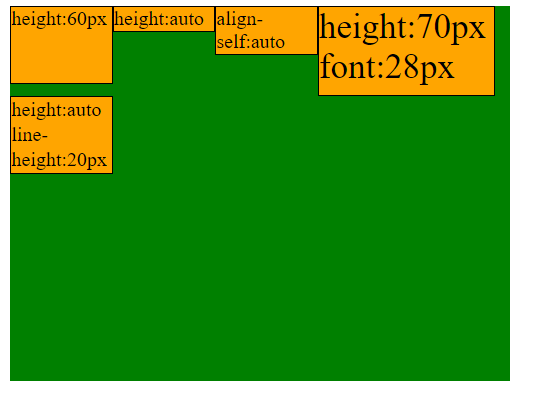 height:60px
height:auto
align-
self:auto
height:70px
font:28px
height:auto
line-
height:20px